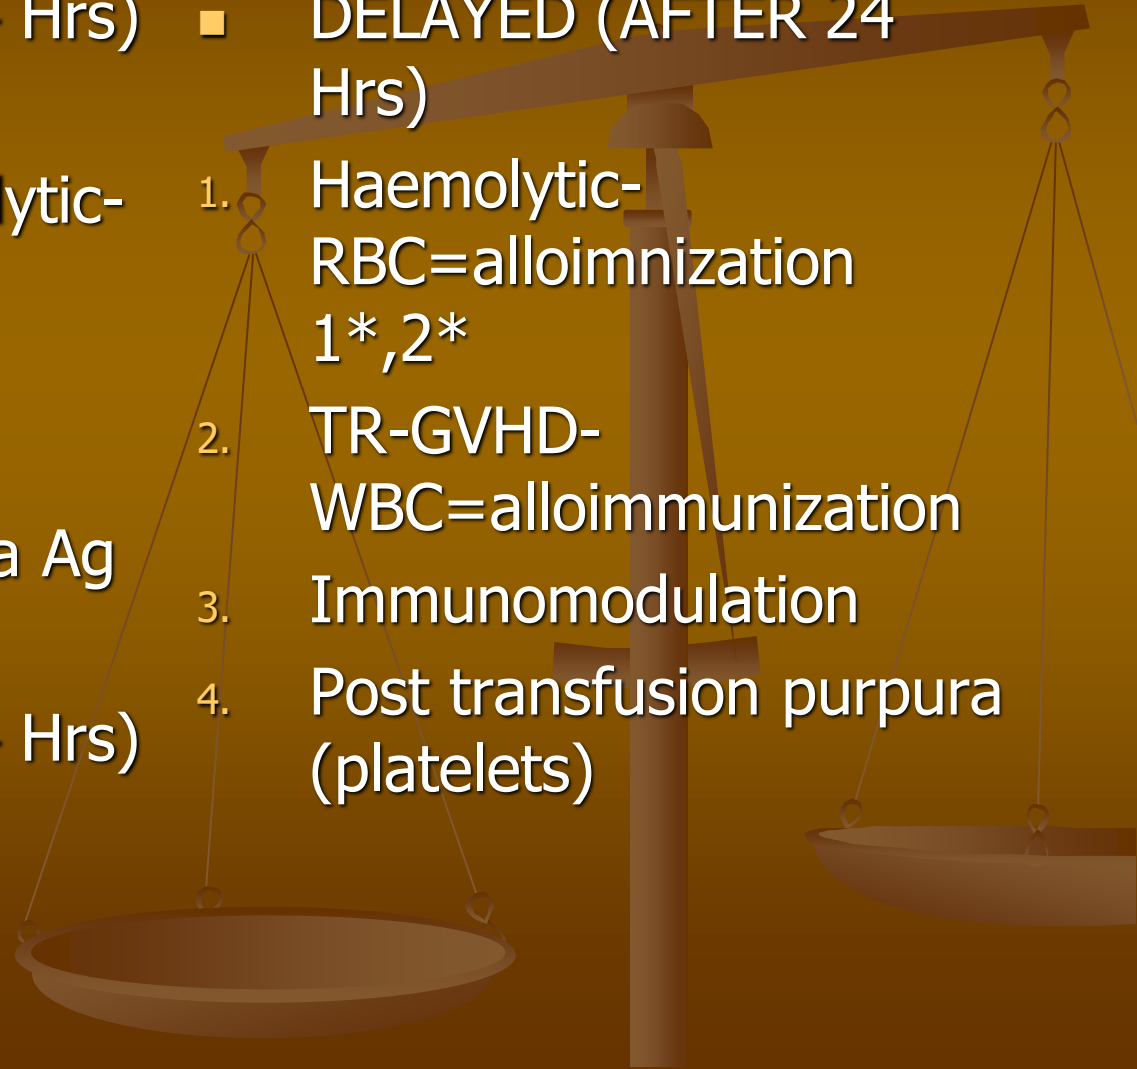 Hrs)
lytic-
a Ag
Hrs)
■ DELAYED (AFTER 24
Hrs)
1. Haemolytic-
RBC=alloimnization
1*,2*
2. TR-GVHD-
WBC=alloimmunization
3. Immunomodulation
4. Post transfusion purpura
(platelets)